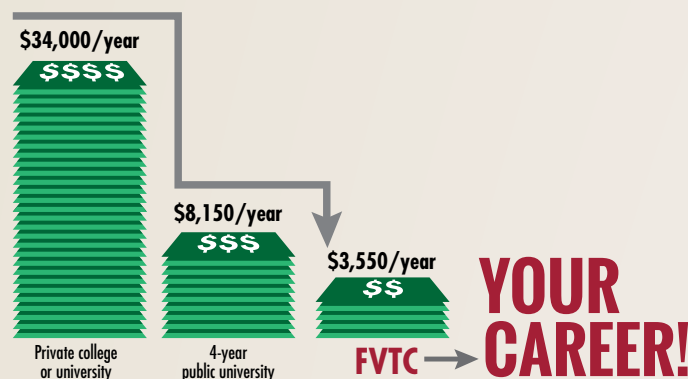 $34,000/year
$$$$
Private college
or university
$8,150/year
$$$
4-year
public university
$3,550/year
$$
FVTC
YOUR
CAREER!